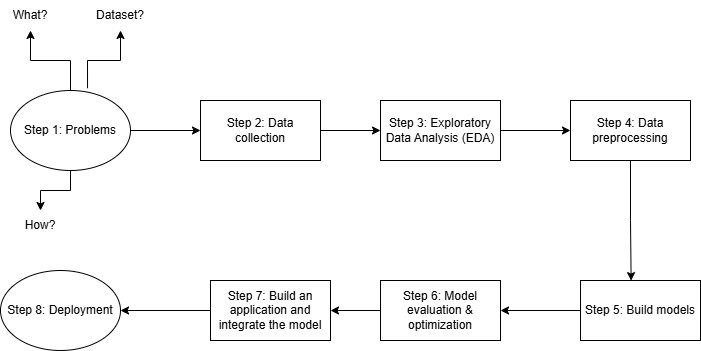 What?
Dataset?
Step 1: Problems
Step 2: Data
collection
Step 3: Exploratory
Data Analysis (EDA)
Step 4: Data
preprocessing
How?
Step 8: Deployment
Step 7: Build an
application and
integrate the model
Step 6: Model
evaluation &
optimization
Step 5: Build models